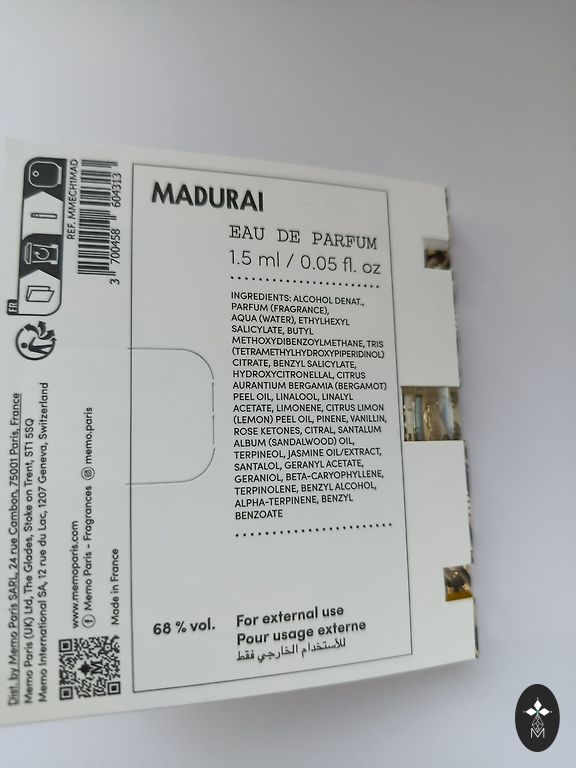 MADURAI
EAU DE PARFUM
1.5 ml / 0.05 fl. oz
INGREDIENTS: ALCOHOL DENAT.,
PARFUM (FRAGRANCE),
AQUA (WATER), ETHYLHEXYL
SALICYLATE, BUTYL
METHOXYDIBENZOYLMETHANE, TRIS
(TETRAMETHYLHYDROXYPIPERIDINOL)
CITRATE, BENZYL SALICYLATE,
HYDROXYCITRONELLAL, CITRUS
AURANTIUM BERGAMIA (BERGAMOT)
PEEL OIL, LINALOOL, LINALYL
ACETATE, LIMONENE, CITRUS LIMON
(LEMON) PEEL OIL, PINENE, VANILLIN,
ROSE KETONES, CITRAL, SANTALUM
ALBUM (SANDALWOOD) OIL,
TERPINEOL, JASMINE OIL/EXTRACT,
SANTALOL, GERANYL ACETATE,
GERANIOL, BETA-CARYOPHYLLENE,
TERPINOLENE, BENZYL ALCOHOL,
ALPHA-TERPINENE, BENZYL
BENZOATE
68 % vol.
For external use
Pour usage externe
للاستخدام الخارجي فقط
FR
REF. MMECH1MAD
3 700458 604313
Dist. by Memo Paris SARL, 24 rue Cambon, 75001 Paris, France
Memo Paris (UK) Ltd, The Glades, Stoke on Trent, ST1 5SQ
Memo International SA, 12 rue du Lac, 1207 Geneva, Switzerland
www.memoparis.com
Memo Paris - Fragrances memo.paris
Made in France